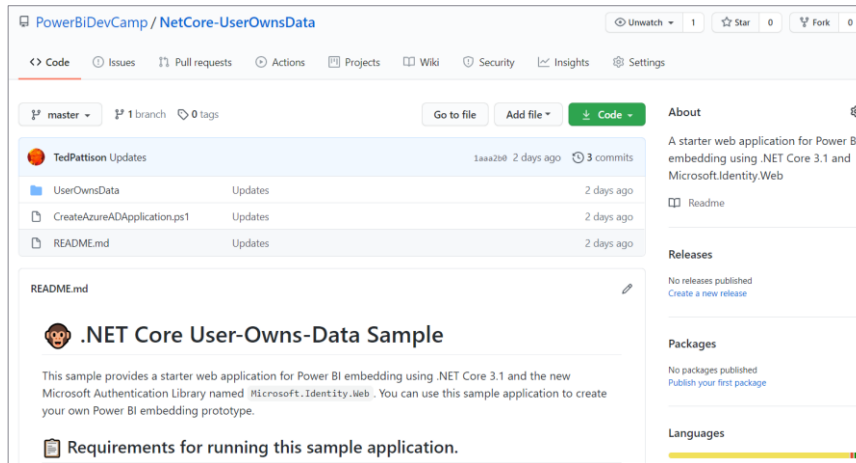 PowerBiDevCamp / NetCore-UserOwnsData
Unwatch 1
Star 0
Fork 0
Code
Issues
Pull requests
Actions
Projects
Wiki
Security
Insights
Settings
master
1 branch
0 tags
Go to file
Add file
Code
TedPattison Updates
1aaa2b0 2 days ago
3 commits
UserOwnsData Updates 2 days ago
CreateAzureADApplication.ps1 Updates 2 days ago
README.md Updates 2 days ago
README.md
.NET Core User-Owns-Data Sample
This sample provides a starter web application for Power BI embedding using .NET Core 3.1 and the new
Microsoft Authentication Library named Microsoft.Identity.Web. You can use this sample application to create
your own Power BI embedding prototype.
Requirements for running this sample application.
About
A starter web application for Power B
embedding using .NET Core 3.1 and
Microsoft.Identity.Web
Readme
Releases
No releases published
Create a new release
Packages
No packages published
Publish your first package
Languages